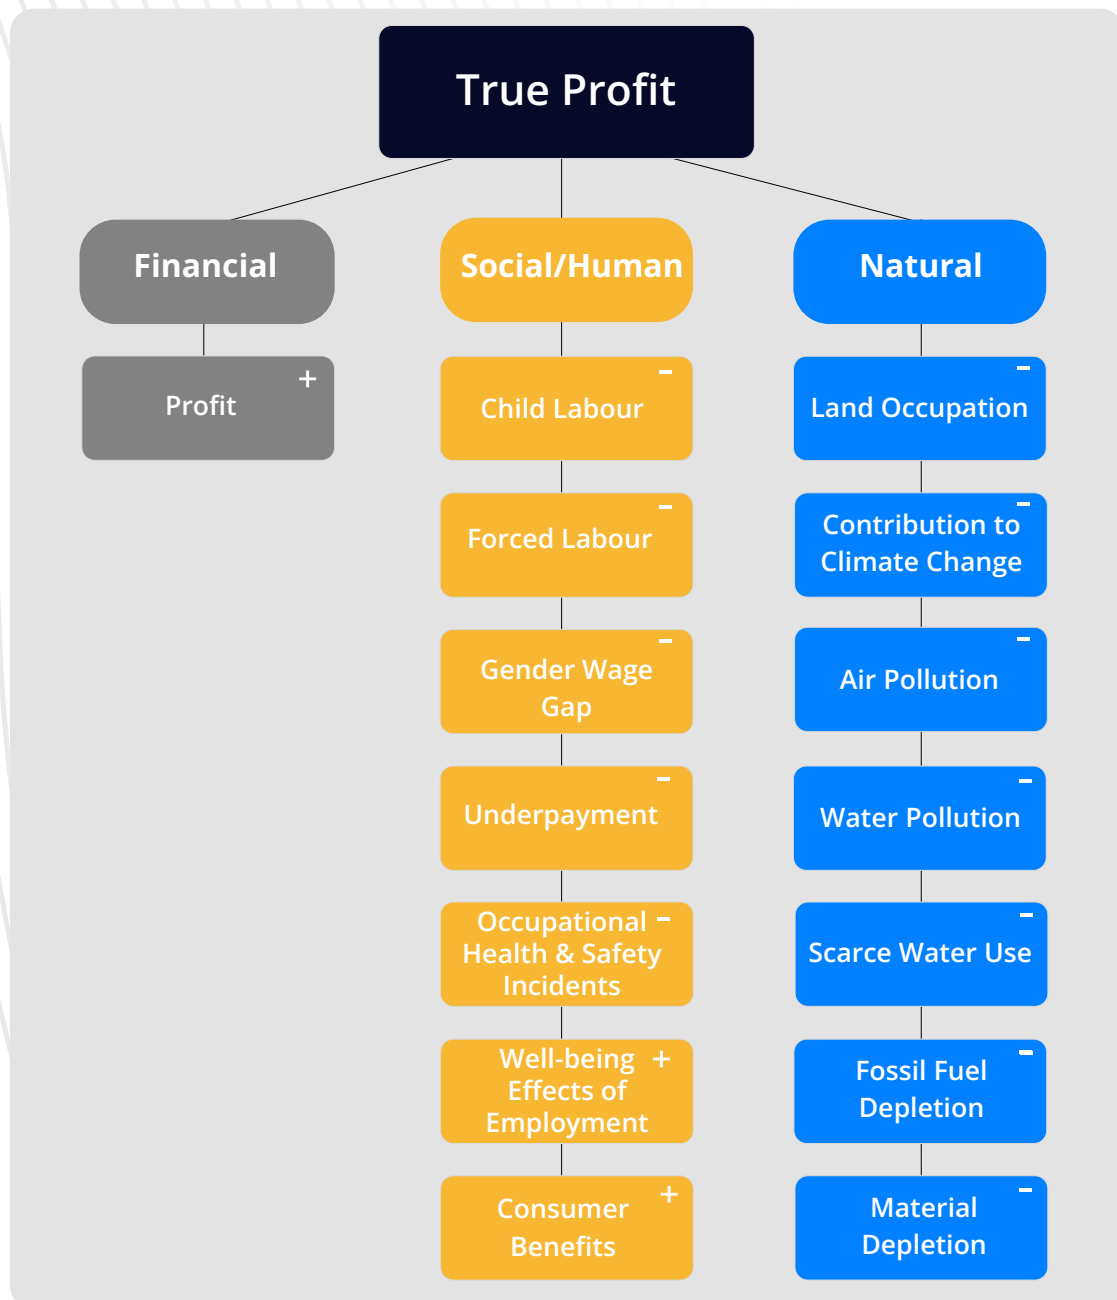 True Profit
Financial
Social/Human
Natural
Profit
+
Child Labour
-
Forced Labour
-
Gender Wage
Gap
-
Underpayment
-
Occupational
Health & Safety
Incidents
-
Well-being
Effects of
Employment
+
Consumer
Benefits
+
Land Occupation
-
Contribution to
Climate Change
-
Air Pollution
-
Water Pollution
-
Scarce Water Use
-
Fossil Fuel
Depletion
-
Material
Depletion
-